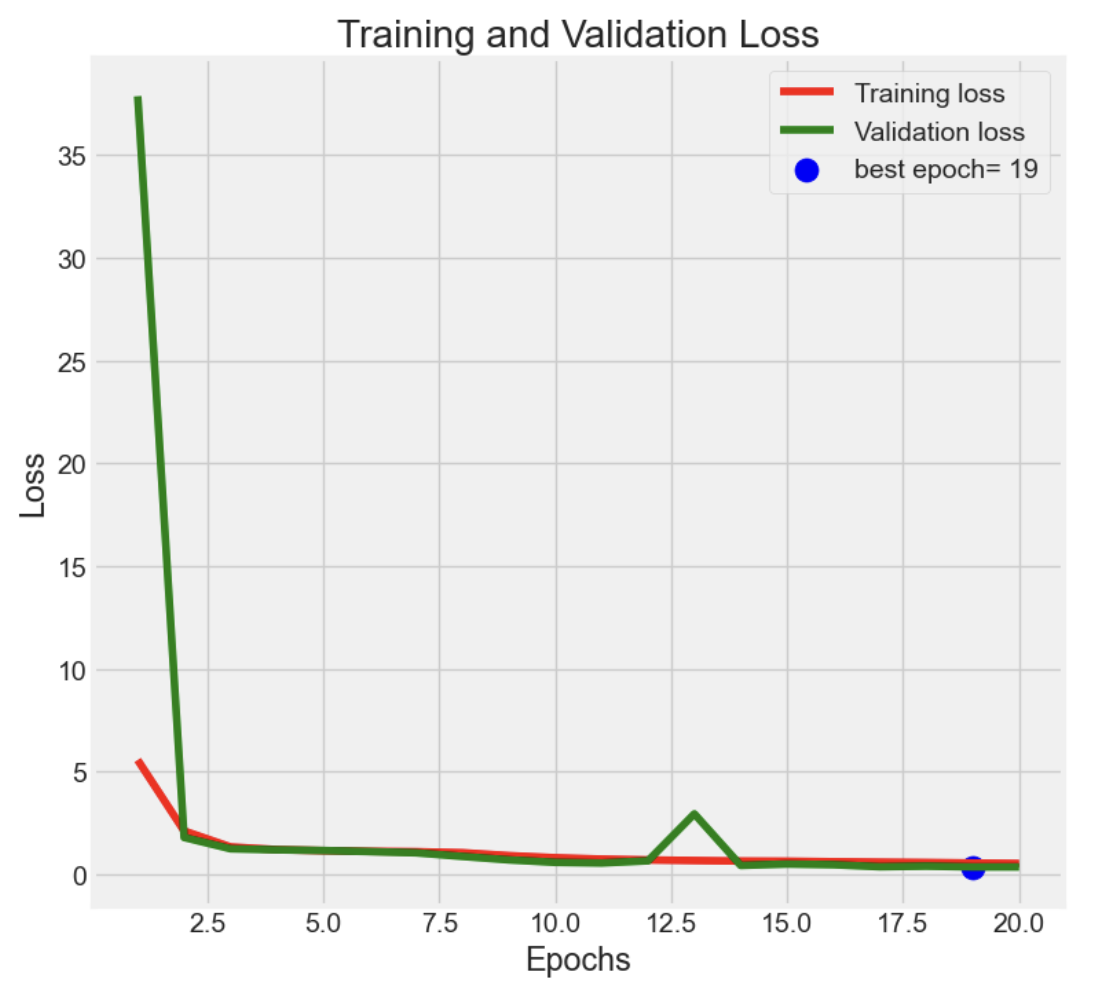 Training and Validation Loss
Training loss
Validation loss
best epoch= 19
35
30
25
20
15
10
5
0
Loss
2.5 5.0 7.5 10.0 12.5 15.0 17.5 20.0
Epochs